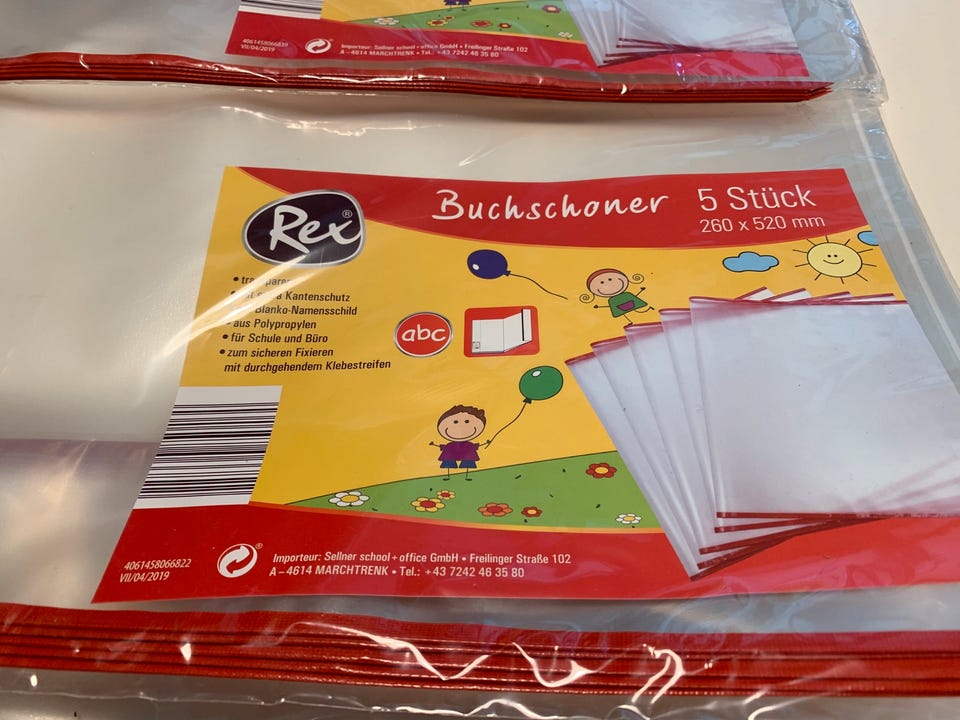 4061458066839
VII/04/2019
Importeur: Sellner school+office GmbH • Freilinger Straße 102
A–4614 MARCHTRENK • Tel.: +43 7242 46 35 80
Rex®
Buchschoner
5 Stück
260 x 520 mm
• transparent
Kantenschutz
Blanko-Namensschild
aus Polypropylen
• für Schule und Büro
• zum sicheren Fixieren
mit durchgehendem Klebestreifen
abc
4061458066822
VII/04/2019
Importeur: Sellner school+office GmbH • Freilinger Straße 102
A–4614 MARCHTRENK • Tel.: +43 7242 46 35 80